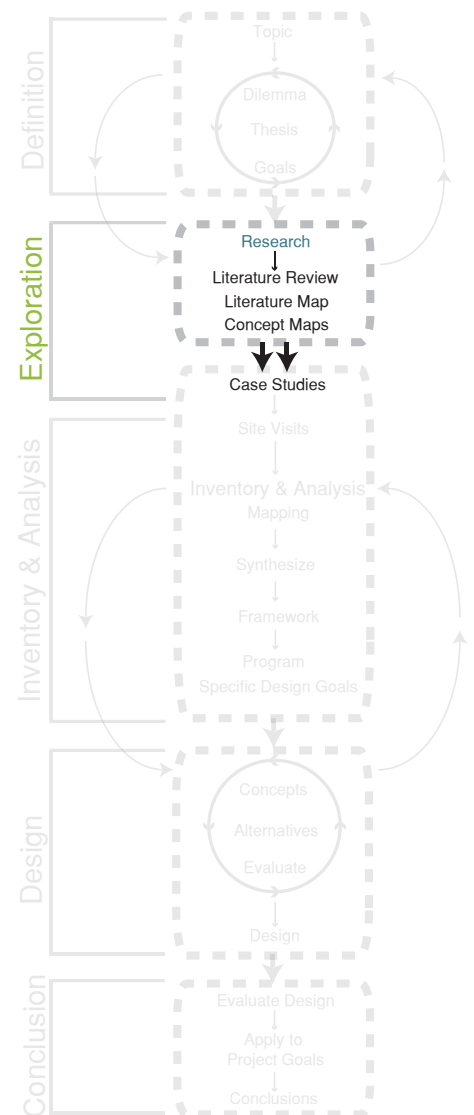 Definition
Topic
Dilemma
Thesis
Goals
Exploration
Research
Literature Review
Literature Map
Concept Maps
Case Studies
Inventory & Analysis
Site Visits
Inventory & Analysis
Mapping
Synthesize
Framework
Program
Specific Design Goals
Design
Concepts
Alternatives
Evaluate
Design
Conclusion
Evaluate Design
Apply to
Project Goals
Conclusions